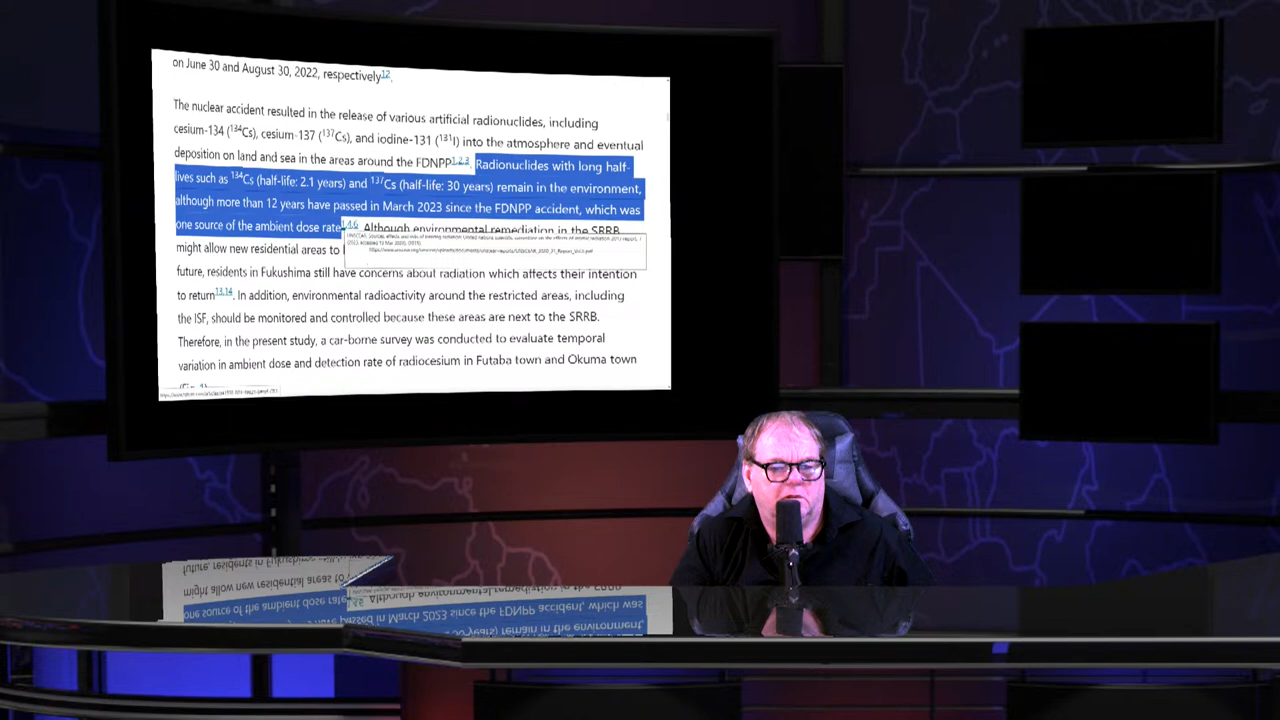 on June 30 and August 30, 2022, respectively12.
The nuclear accident resulted in the release of various artificial radionuclides, including
cesium-134 (134Cs), cesium-137 (137Cs), and iodine-131 (131I) into the atmosphere and eventual
deposition on land and sea in the areas around the FDNPP1,2,3. Radionuclides with long half-
lives such as 134Cs (half-life: 2.1 years) and 137Cs (half-life: 30 years) remain in the environment,
although more than 12 years have passed in March 2023 since the FDNPP accident, which was
one source of the ambient dose rate1,4,6. Although environmental remediation in the SRRB
might allow new residential areas to
future, residents in Fukushima still have concerns about radiation which affects their intention
to return13,14. In addition, environmental radioactivity around the restricted areas, including
the ISF, should be monitored and controlled because these areas are next to the SRRB.
Therefore, in the present study, a car-borne survey was conducted to evaluate temporal
variation in ambient dose and detection rate of radiocesium in Futaba town and Okuma town